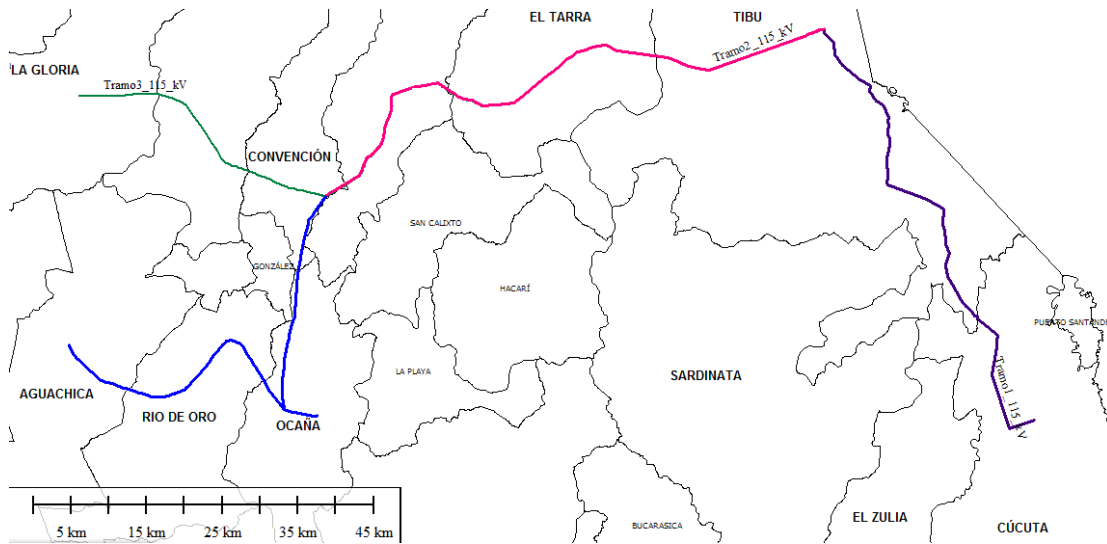 EL TARRA
TIBU
LA GLORIA
Tramo3_115_kV
Tramo2_115_kV
CONVENCIÓN
SAN CALIXTO
GONZÁLEZ
HACARÍ
PUERTO SANTANDE
LA PLAYA
SARDINATA
AGUACHICA
RIO DE ORO
OCAÑA
Tramo1_115_kV
5 km 15 km 25 km 35 km 45 km
BUCARASICA
EL ZULIA
CÚCUTA